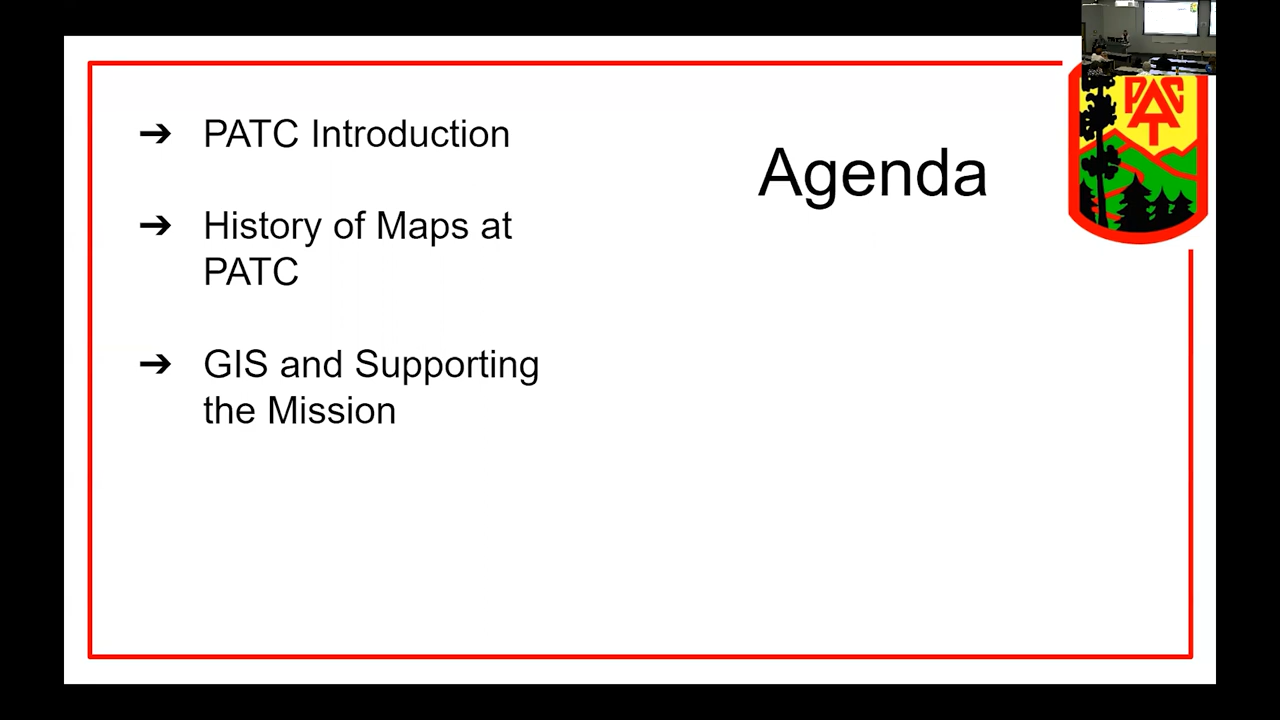 ➔ PATC Introduction
➔ History of Maps at
PATC
➔ GIS and Supporting
the Mission
Agenda
PATC